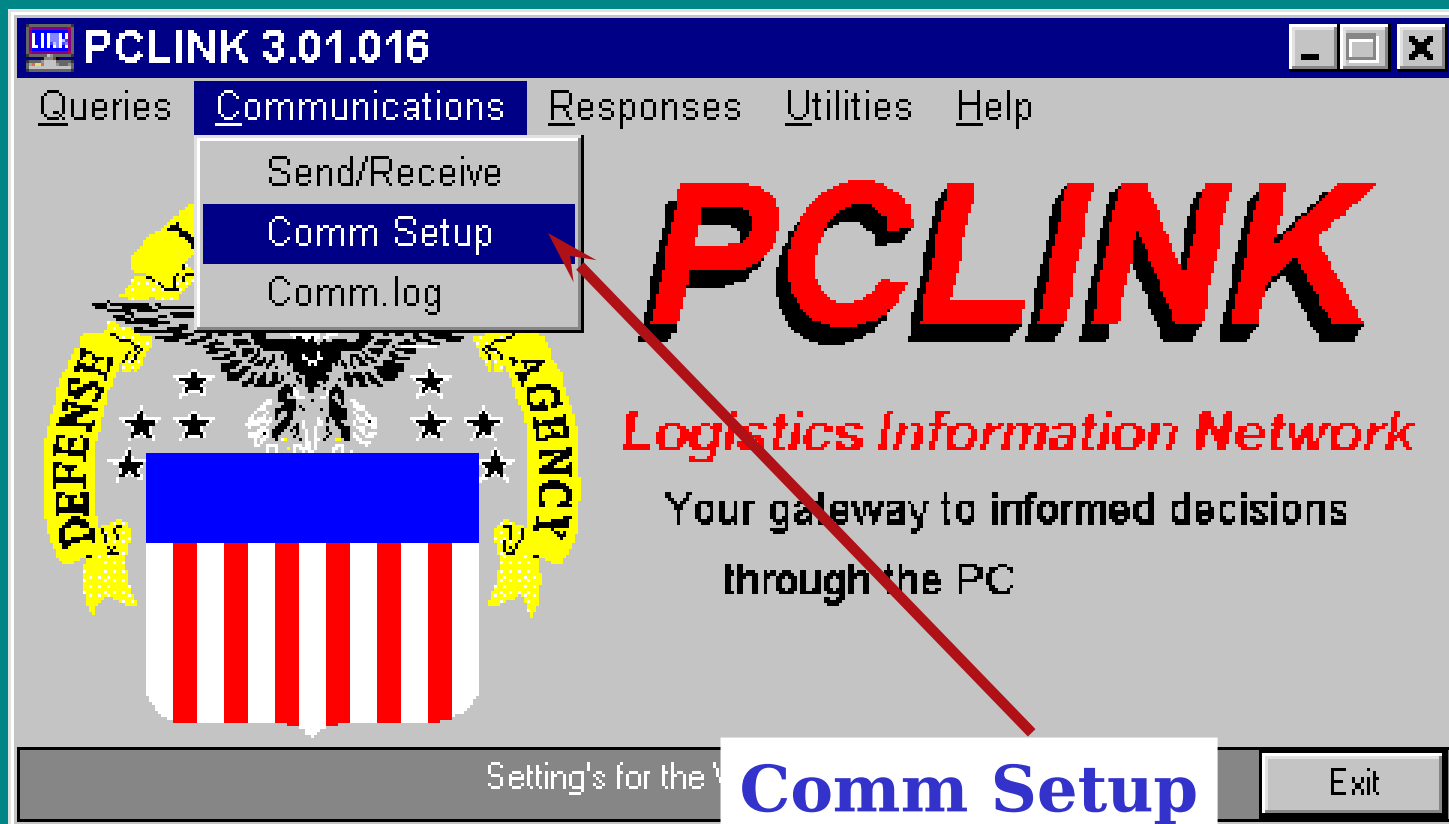 LINK PCLINK 3.01.016
Queries Communications Responses Utilities Help
Send/Receive
Comm Setup
Comm.log
DEFENSE
AGENCY
PCLINK
Logistics Information Network
Your gateway to informed decisions
through the PC
Setting's for the
Comm Setup
Exit